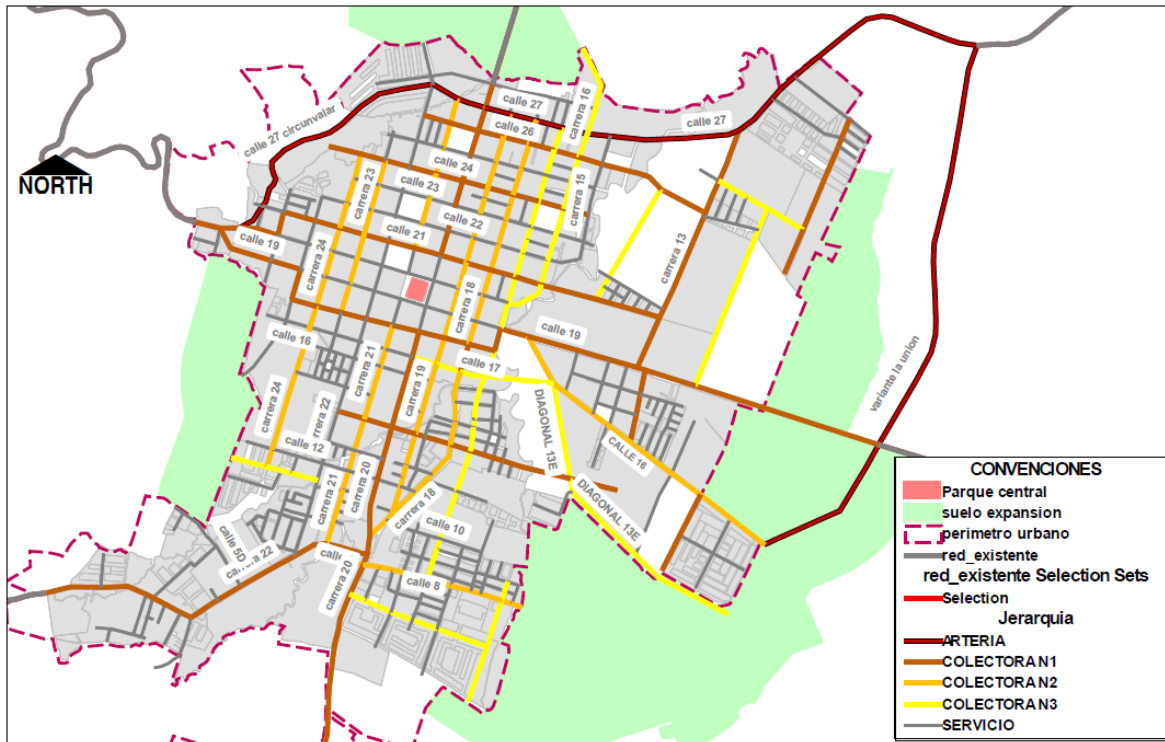 calle 27
carrera 16
calle 27
calle 27 circunvalar
calle 26
NORTH
calle 24
carrera 23
calle 23
carrera 15
calle 22
calle 21
carrera 13
calle 19
carrera 24
carrera 18
calle 19
calle 16
calle 17
variante la union
carrera 21
carrera 19
carrera 24
carrera 22
DIAGONAL 13E
CALLE 16
calle 12
carrera 20
carrera 21
carrera 18
DIAGONAL 13E
calle 10
calle 5D
carrera 22
calle
calle 8
carrera 20
CONVENCIONES
Parque central
suelo expansion
perimetro urbano
red_existente
red_existente Selection Sets
Selection
Jerarquia
ARTERIA
COLECTORA N1
COLECTORA N2
COLECTORA N3
SERVICIO